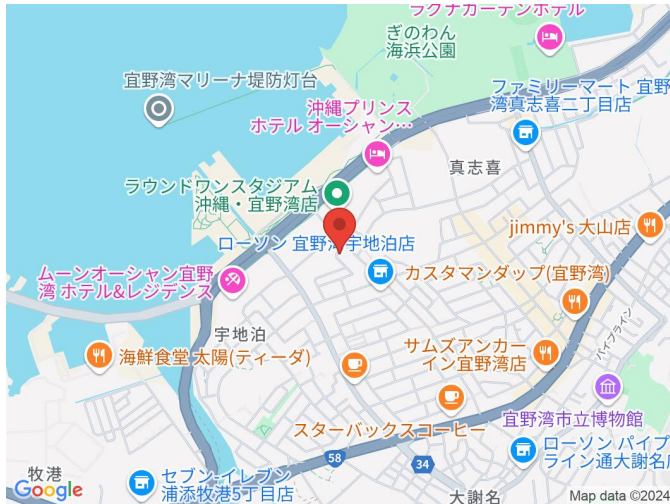 ラグナガーデンホテル
ぎのわん
海浜公園
宜野湾マリーナ堤防灯台
ファミリーマート 宜野
湾真志喜二丁目店
沖縄プリンス
ホテル オーシャン…
真志喜
ラウンドワンスタジアム
沖縄・宜野湾店
jimmy's 大山店
ローソン 宜野湾宇地泊店
ムーンオーシャン宜野
湾 ホテル&レジデンス
カスタマンダップ(宜野湾)
宇地泊
海鮮食堂 太陽(ティーダ)
サムズアンカー
イン宜野湾店
パイプライン
宜野湾市立博物館
スターバックスコーヒー
58
34
ローソン パイプ
ライン通大謝名店
牧港
セブン-イレブン
浦添牧港5丁目店
大謝名
Google
Map data ©2024